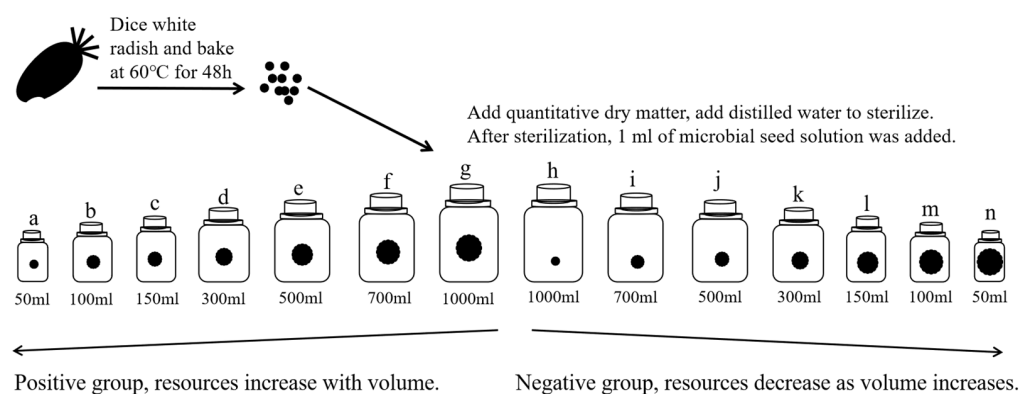 Dice white
radish and bake
at 60℃ for 48h
Add quantitative dry matter, add distilled water to sterilize.
After sterilization, 1 ml of microbial seed solution was added.
a b c d e f g h i j k l m n
50ml 100ml 150ml 300ml 500ml 700ml 1000ml 1000ml 700ml 500ml 300ml 150ml 100ml 50ml
Positive group, resources increase with volume.
Negative group, resources decrease as volume increases.